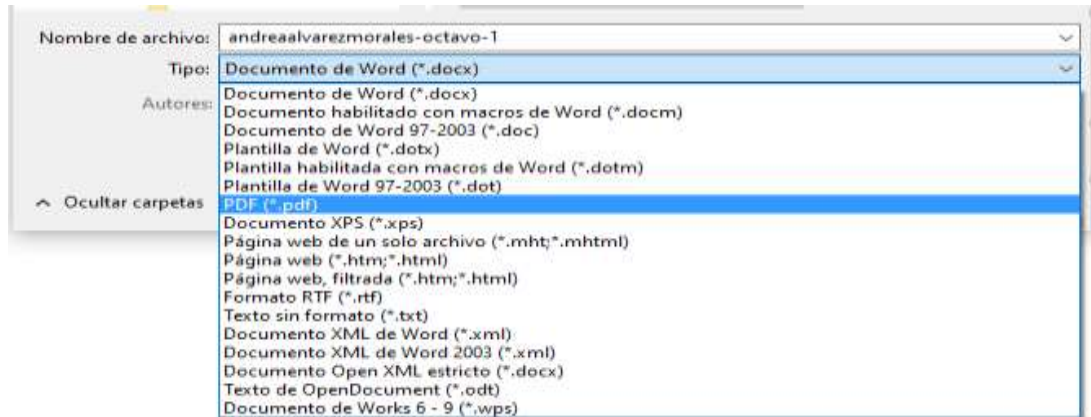 Nombre de archivo: andreaalvarezmorales-octavo-1
Tipo: Documento de Word (*.docx)
Autores:
Documento de Word (*.docx)
Documento habilitado con macros de Word (*.docm)
Documento de Word 97-2003 (*.doc)
Plantilla de Word (*.dotx)
Plantilla habilitada con macros de Word (*.dotm)
Plantilla de Word 97-2003 (*.dot)
Ocultar carpetas
PDF (*.pdf)
Documento XPS (*.xps)
Página web de un solo archivo (*.mht;*.mhtml)
Página web (*.htm;*.html)
Página web, filtrada (*.htm;*.html)
Formato RTF (*.rtf)
Texto sin formato (*.txt)
Documento XML de Word (*.xml)
Documento XML de Word 2003 (*.xml)
Documento Open XML estricto (*.docx)
Texto de OpenDocument (*.odt)
Documento de Works 6 - 9 (*.wps)